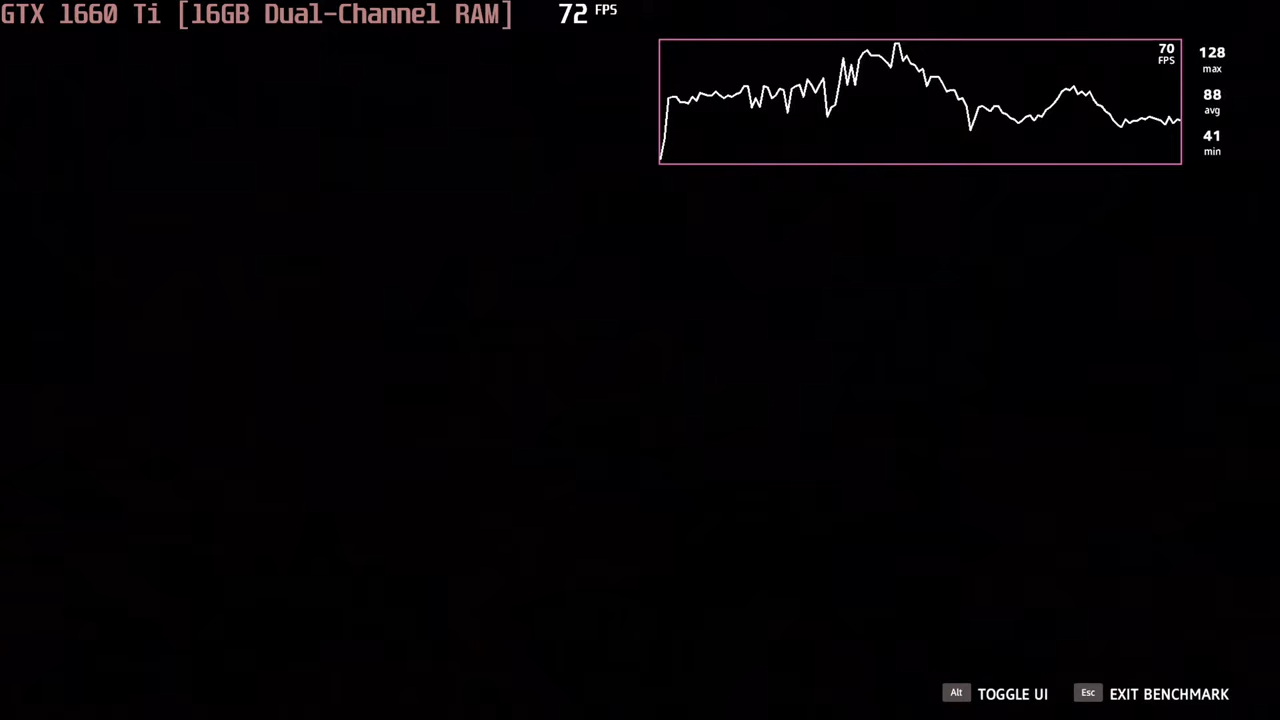 GTX 1660 Ti [16GB Dual-Channel RAM] 72 FPS
70
FPS
128
max
88
avg
41
min
Alt TOGGLE UI Esc EXIT BENCHMARK